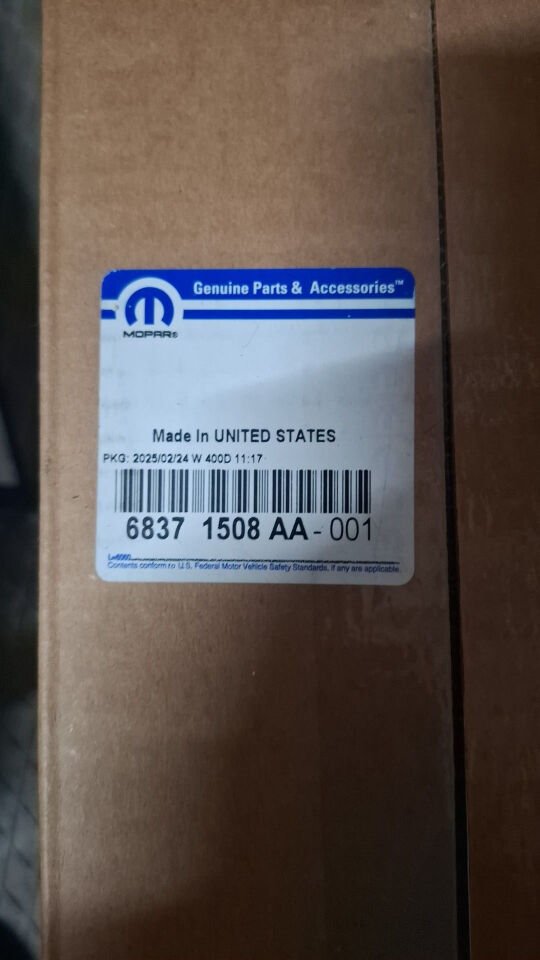 Genuine Parts & Accessories™
MOPAR®
Made In UNITED STATES
PKG: 2025/02/24 W 400D 11:17
6837 1508 AA - 001
Contents conform to U.S. Federal Motor Vehicle Safety Standards, if any are applicable.